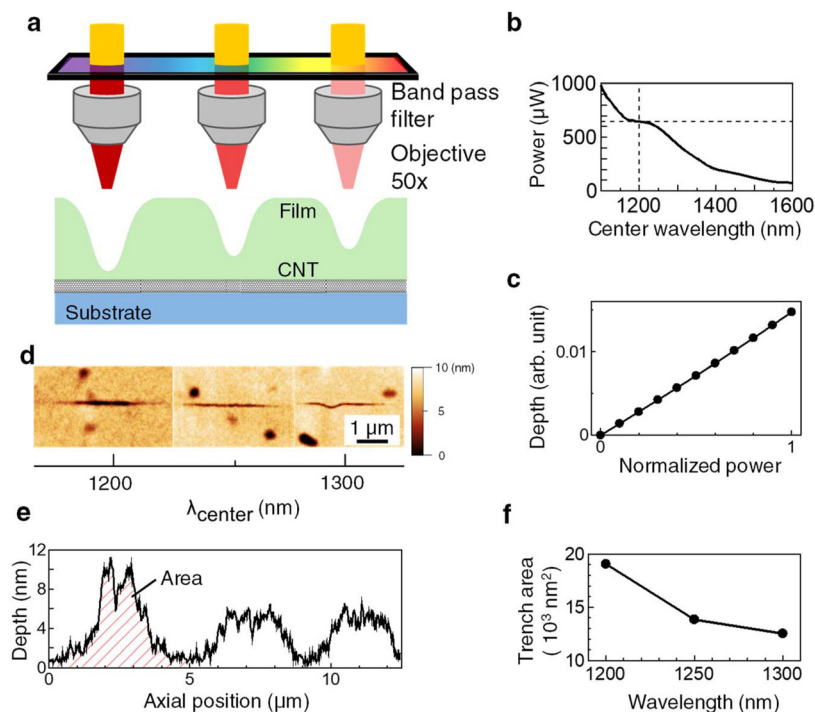 a
Band pass
filter
Objective
50x
Film
CNT
Substrate
b
1000
500
0
Power (µW)
1200 1400 1600
Center wavelength (nm)
c
0.01
0
Depth (arb. unit)
0 1
Normalized power
d
10 (nm)
5
0
1 µm
1200 1300
λcenter (nm)
e
12
8
4
0
Depth (nm)
Area
0 5 10
Axial position (µm)
f
20
15
10
Trench area
( 10³ nm²)
1200 1250 1300
Wavelength (nm)